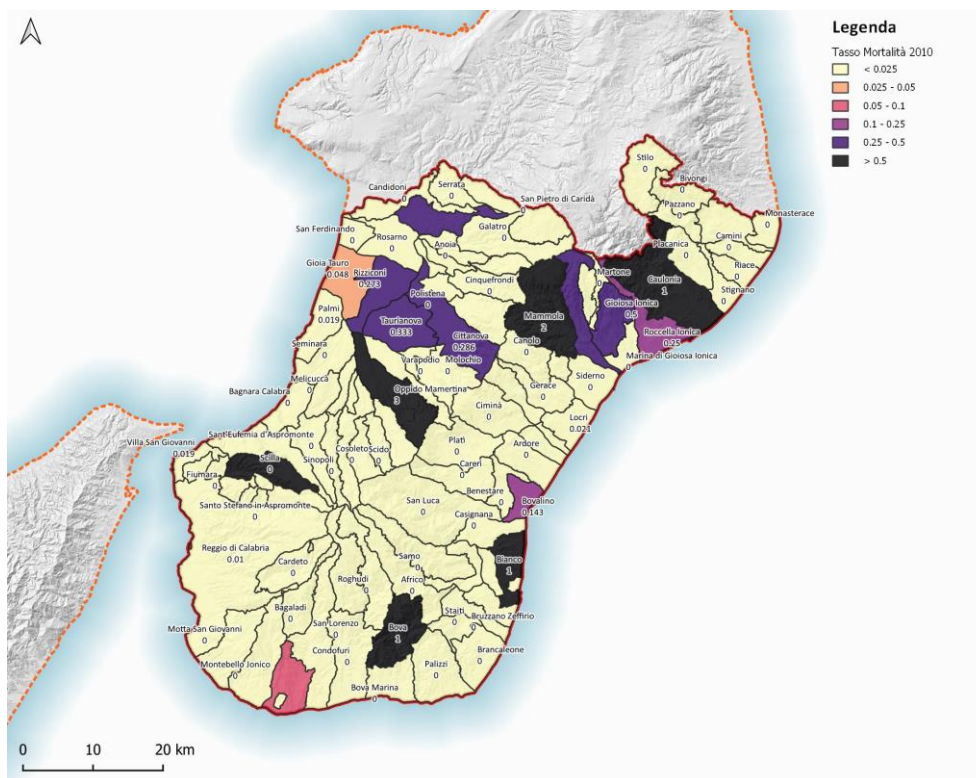 Legenda
Tasso Mortalità 2010
< 0.025
0.025 - 0.05
0.05 - 0.1
0.1 - 0.25
0.25 - 0.5
> 0.5
Stilo
0
Bivongi
0
Pazzano
0
Monasterace
0
Camini
0
Placanica
0
Riace
0
Stignano
0
Caulonia
1
Serrata
0
Candidoni
0
San Pietro di Caridà
0
Galatro
0
San Ferdinando
0
Rosarno
0
Anoia
0
Gioia Tauro
0.048
Rizziconi
0.273
Cinquefrondi
0
Polistena
0
Martone
Gioiosa Ionica
0.5
Mammola
2
Palmi
0.019
Taurianova
0.333
Cittanova
0.286
Roccella Ionica
0.25
Canolo
0
Marina di Gioiosa Ionica
0
Seminara
0
Varapodio
0
Molochio
0
Siderno
0
Melicucca
0
Bagnara Calabra
0
Oppido Mamertina
3
Gerace
0
Ciminà
0
Locri
0.021
Villa San Giovanni
0.019
Sant'Eufemia d'Aspromonte
0
Sinopoli
0
Cosoleto
0
Scido
0
Platì
0
Ardore
0
Scilla
0
Fiumara
0
Careri
0
Santo Stefano in Aspromonte
0
San Luca
0
Benestare
0
Bovalino
0.143
Casignana
0
Reggio di Calabria
0.01
Cardeto
0
Samo
0
Bianco
1
Roghudi
0
Africo
0
Bagaladi
0
San Lorenzo
0
Bova
1
Staiti
0
Bruzzano Zeffirio
0
Motta San Giovanni
0
Montebello Jonico
0
Condofuri
0
Palizzi
0
Brancaleone
0
Bova Marina
0
0 10 20 km